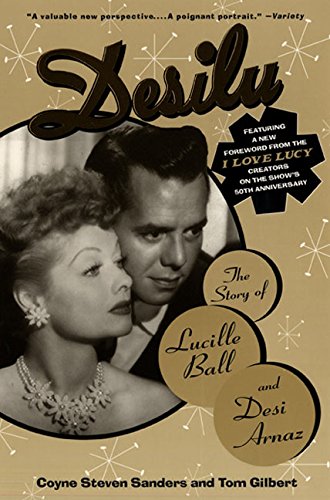 "A valuable new perspective....A poignant portrait." —Variety
Desilu
FEATURING
A NEW
FOREWORD FROM THE
I LOVE LUCY
CREATORS
ON THE SHOW'S
50TH ANNIVERSARY
The
Story of
Lucille
Ball
and
Desi
Arnaz
Coyne Steven Sanders and Tom Gilbert